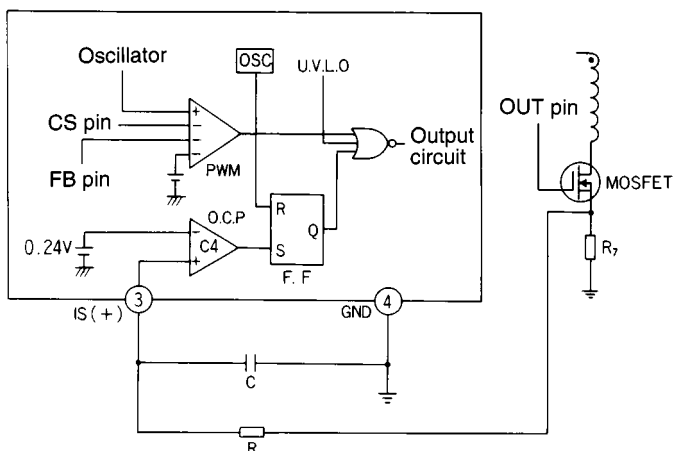 Oscillator
OSC
U.V.L.O
CS pin
FB pin
+
−
−
−
PWM
Output
circuit
OUT pin
MOSFET
R7
O.C.P
0.24V
−
C4
+
R
S
Q
F. F
3
IS(+)
GND
4
C
R